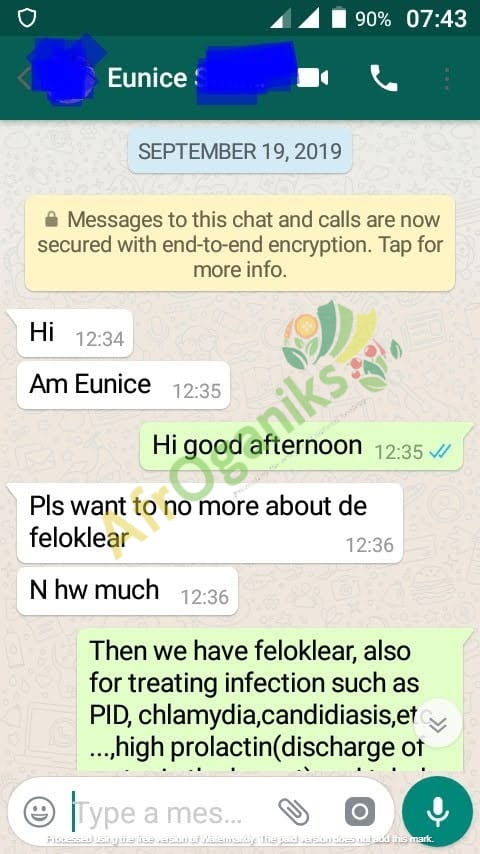 90% 07:43
Eunice
SEPTEMBER 19, 2019
Messages to this chat and calls are now
secured with end-to-end encryption. Tap for
more info.
Hi 12:34
Am Eunice 12:35
Hi good afternoon 12:35
AfrOganiks
Pls want to no more about de
feloklear 12:36
N hw much 12:36
Then we have feloklear, also
for treating infection such as
PID, chlamydia,candidiasis,etc
...,high prolactin(discharge of
Type a mes...
Processed using the free version of Watermarkly. The paid version does not add this mark.